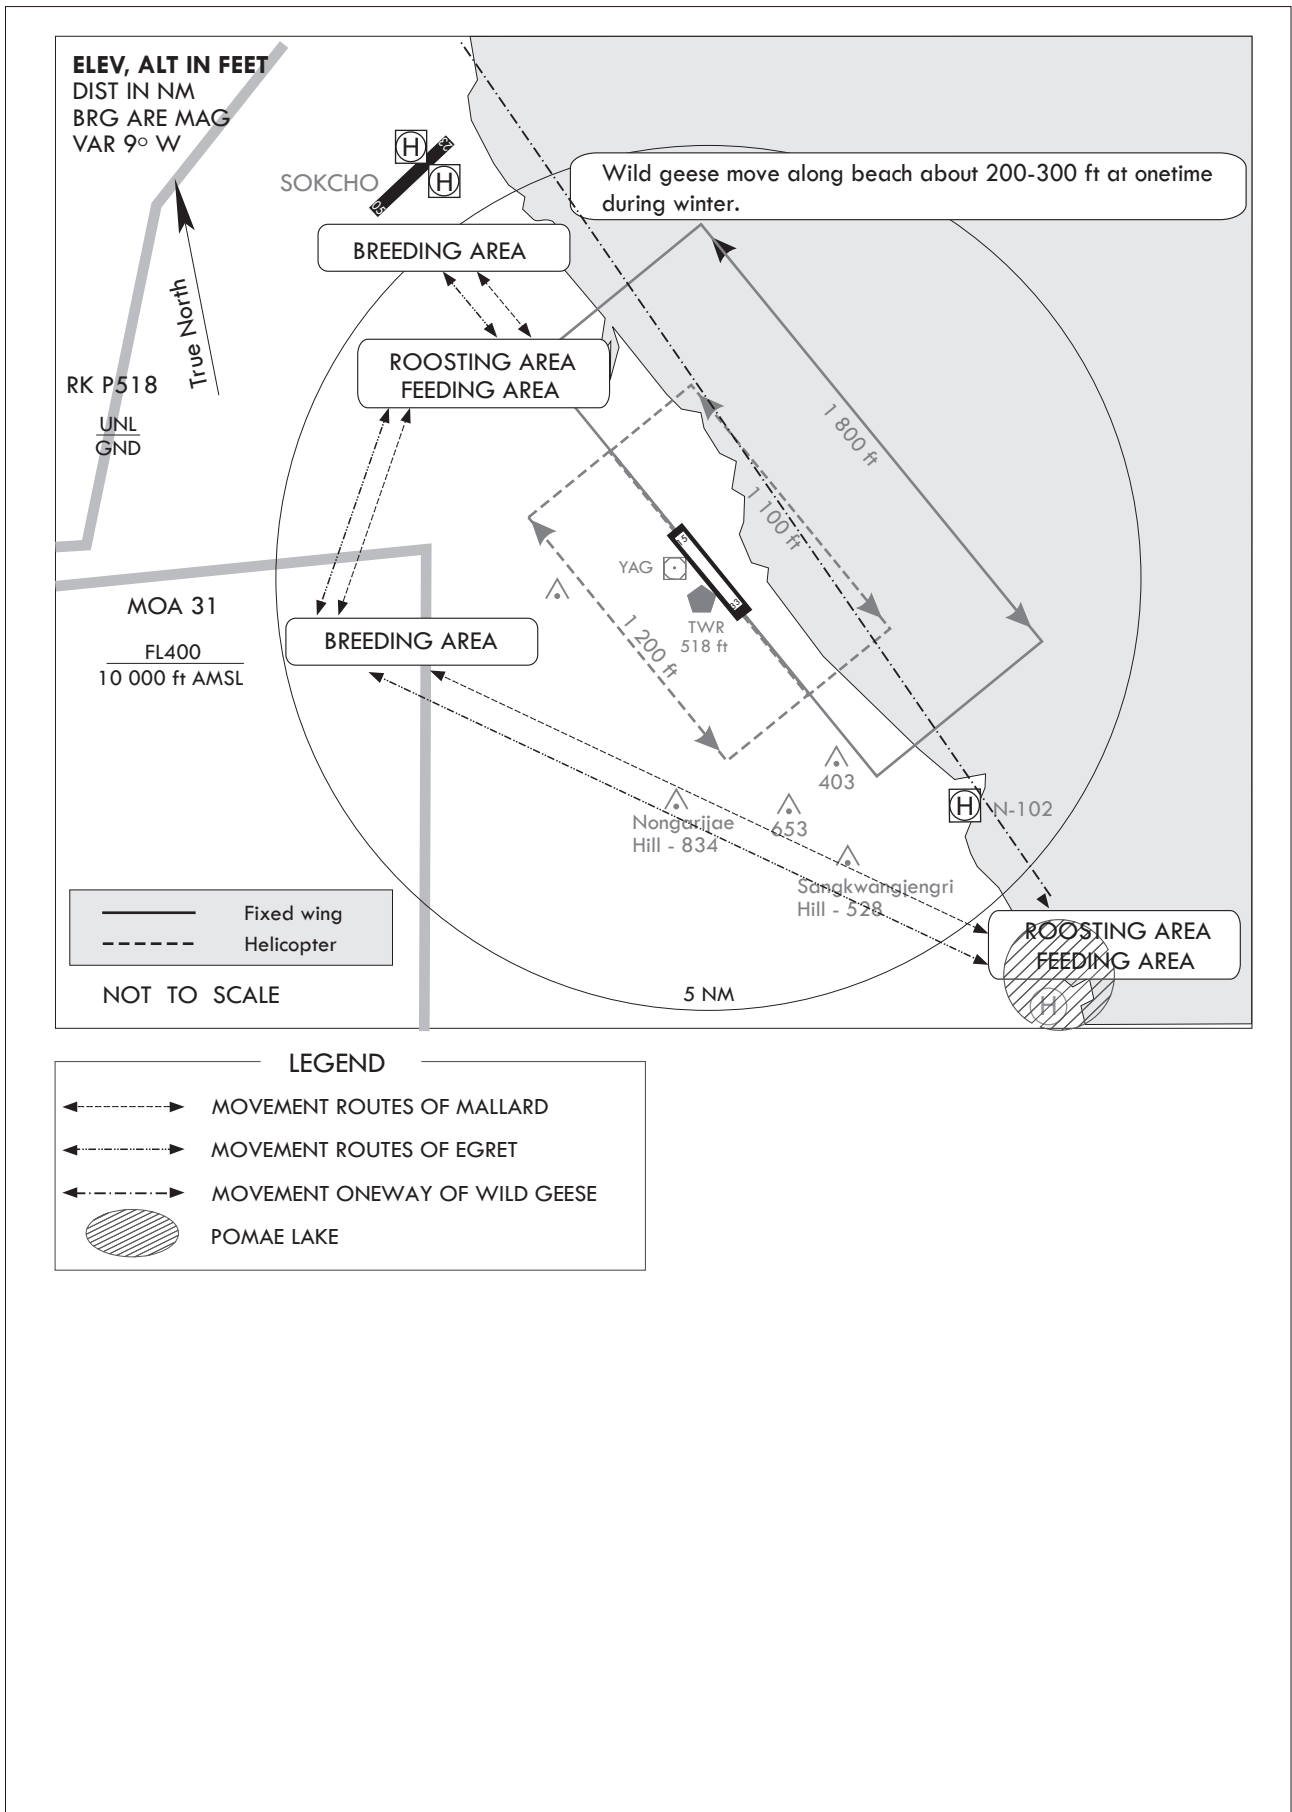 ELEV, ALT IN FEET
DIST IN NM
BRG ARE MAG
VAR 9° W
SOKCHO
H
H
23
05
Wild geese move along beach about 200-300 ft at onetime
during winter.
BREEDING AREA
True North
ROOSTING AREA
FEEDING AREA
RK P518
UNL
GND
1 800 ft
1 100 ft
15
YAG
33
TWR
518 ft
1 200 ft
MOA 31
FL400
10 000 ft AMSL
BREEDING AREA
403
H
N-102
Nongarijae
Hill - 834
653
Sangkwangjengri
Hill - 528
Fixed wing
Helicopter
NOT TO SCALE
5 NM
ROOSTING AREA
FEEDING AREA
H
LEGEND
MOVEMENT ROUTES OF MALLARD
MOVEMENT ROUTES OF EGRET
MOVEMENT ONEWAY OF WILD GEESE
POMAE LAKE